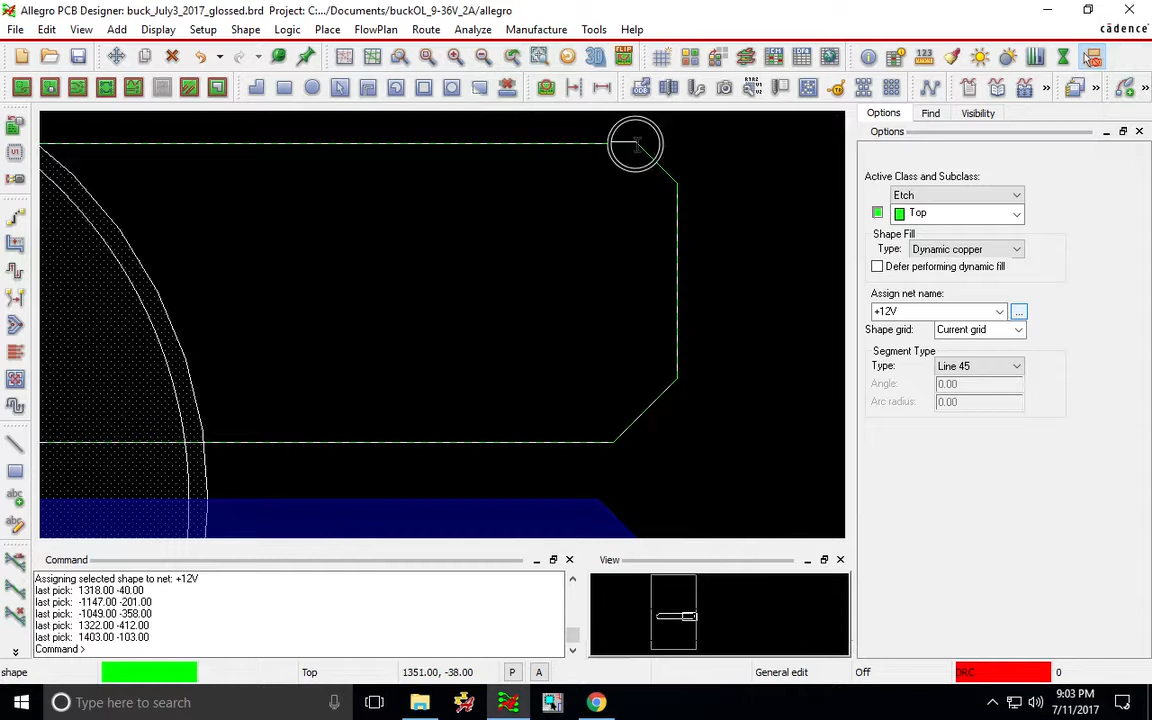 Allegro PCB Designer: buck_July3_2017_glossed.brd Project: C:/Documents/buckOL_9-36V_2A/allegro
File Edit View Add Display Setup Shape Logic Place FlowPlan Route Analyze Manufacture Tools Help
cādence
Options Find Visibility
Options
Active Class and Subclass:
Etch
Top
Shape Fill
Type: Dynamic copper
Defer performing dynamic fill
Assign net name:
+12V ...
Shape grid: Current grid
Segment Type
Type: Line 45
Angle: 0.00
Arc radius: 0.00
Command
View
Assigning selected shape to net: +12V
last pick: 1318.00 -40.00
last pick: -1147.00 -201.00
last pick: -1049.00 -358.00
last pick: 1322.00 -412.00
last pick: 1403.00 -103.00
Command >
shape Top 1351.00, -38.00 P A General edit Off DRC 0
Type here to search
9:03 PM
7/11/2017